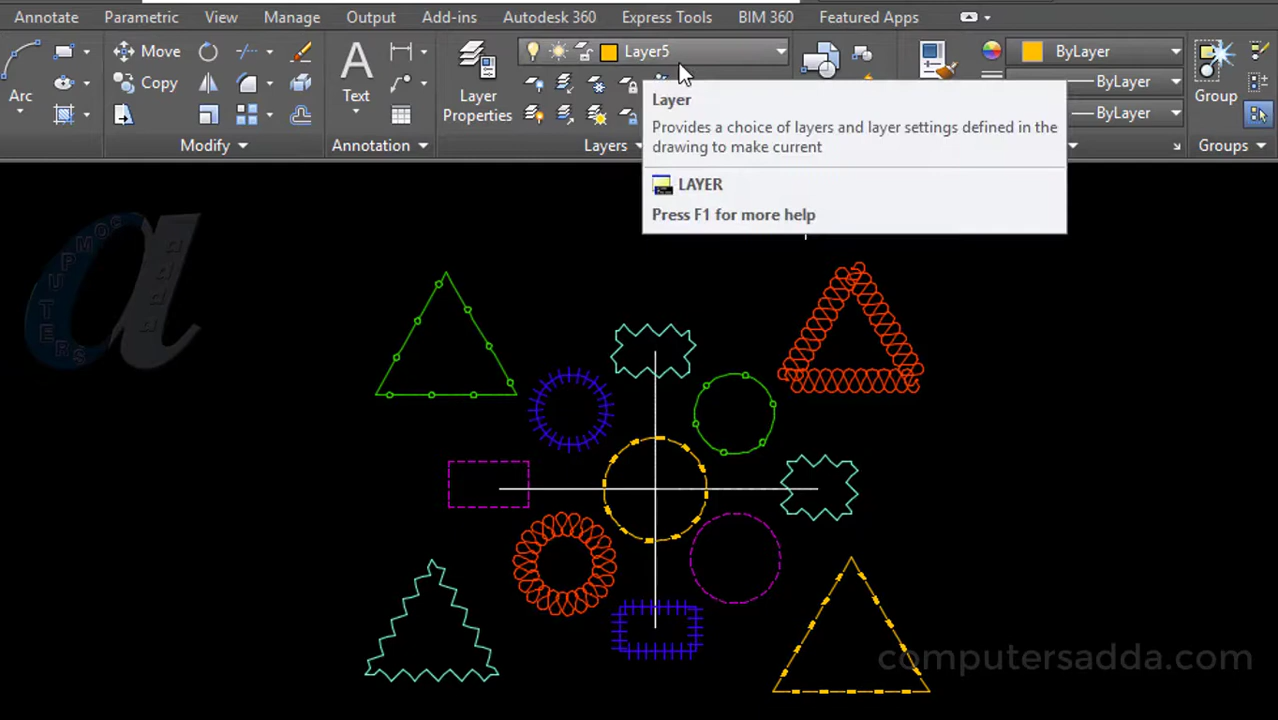 Annotate Parametric View Manage Output Add-ins Autodesk 360 Express Tools BIM 360 Featured Apps
Move
Copy
Arc
Modify
Text
Annotation
Layer
Properties
Layer5
Layers
ByLayer
ByLayer
ByLayer
Group
Groups
Layer
Provides a choice of layers and layer settings defined in the
drawing to make current
LAYER
Press F1 for more help
a
COMPUTERS
computersadda.com